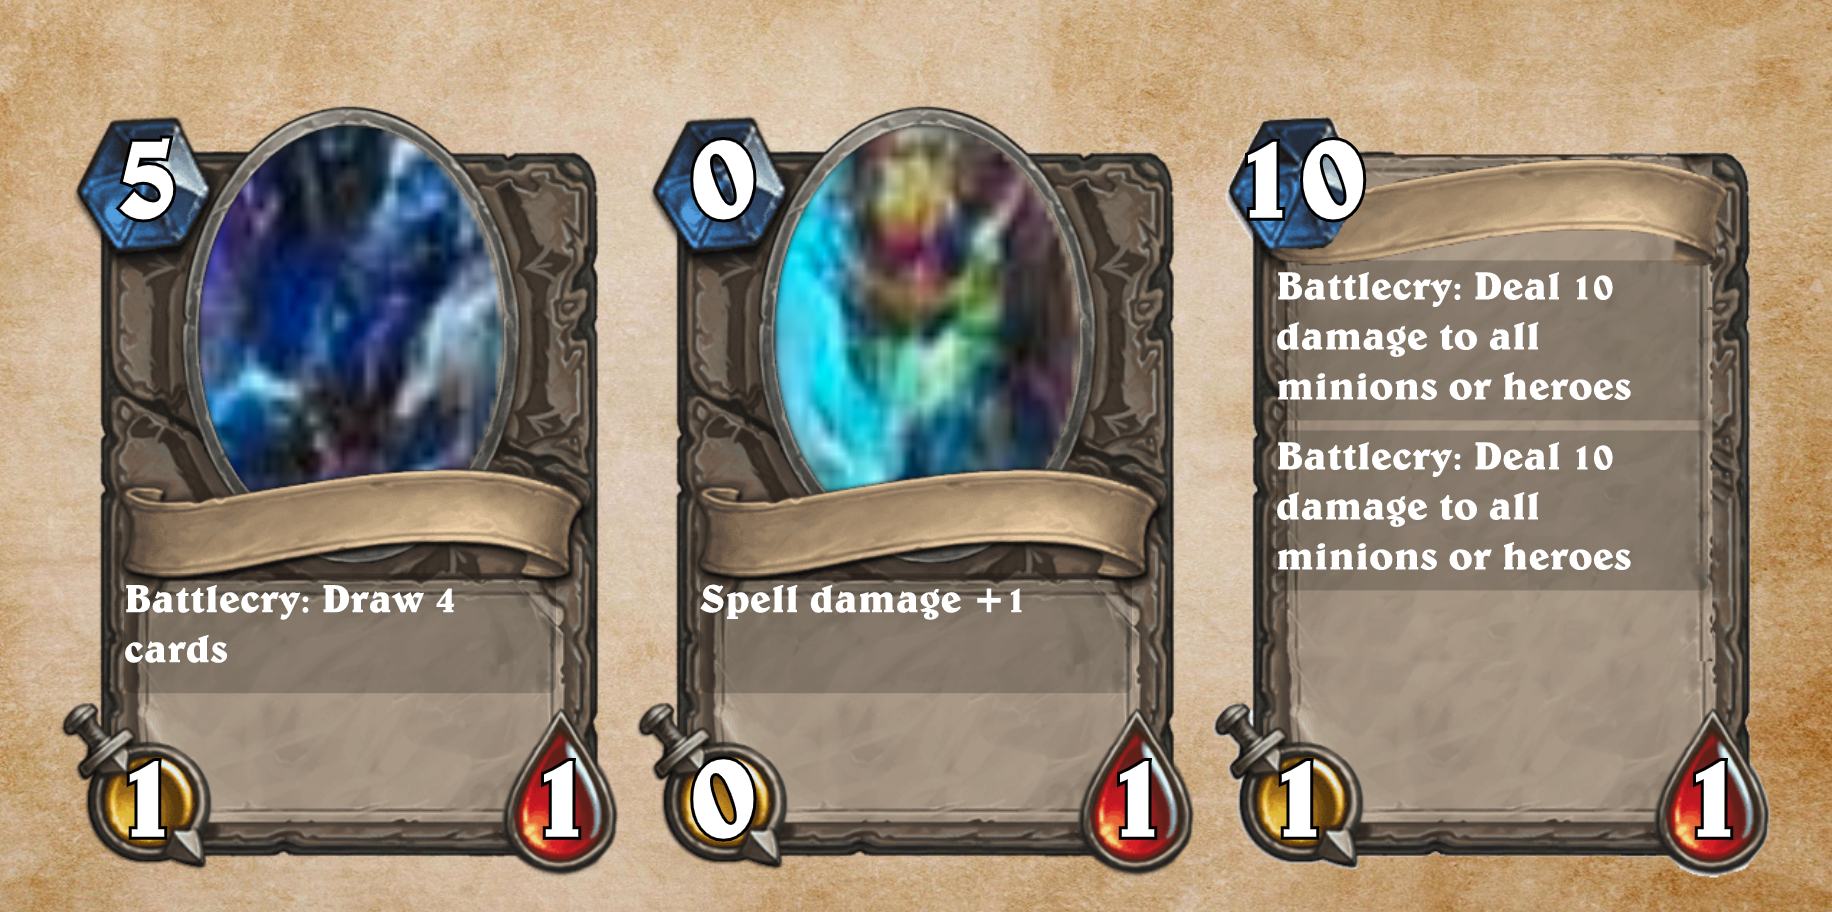 5
Battlecry: Draw 4
cards
1
1
0
Spell damage +1
0
1
10
Battlecry: Deal 10
damage to all
minions or heroes
Battlecry: Deal 10
damage to all
minions or heroes
1
1